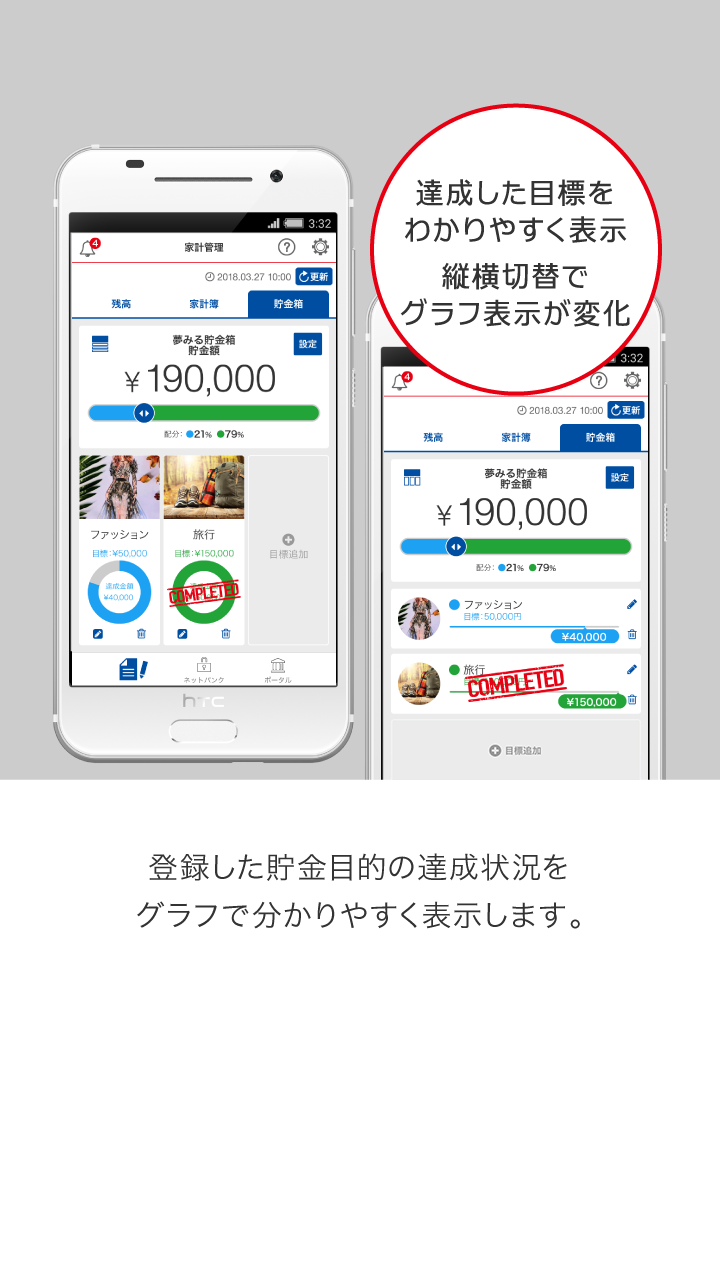 達成した目標を
わかりやすく表示
縦横切替で
グラフ表示が変化
3:32
4
家計管理
?
2018.03.27 10:00
更新
残高
家計簿
貯金箱
夢みる貯金箱
貯金額
設定
¥190,000
配分：21% 79%
ファッション
目標：¥50,000
達成金額
¥40,000
旅行
目標：¥150,000
COMPLETED
目標追加
ネットバンク
ポータル
htc
3:32
4
?
2018.03.27 10:00
更新
残高
家計簿
貯金箱
夢みる貯金箱
貯金額
設定
¥190,000
配分：21% 79%
ファッション
目標：50,000円
¥40,000
旅行
COMPLETED
¥150,000
目標追加
登録した貯金目的の達成状況を
グラフで分かりやすく表示します。